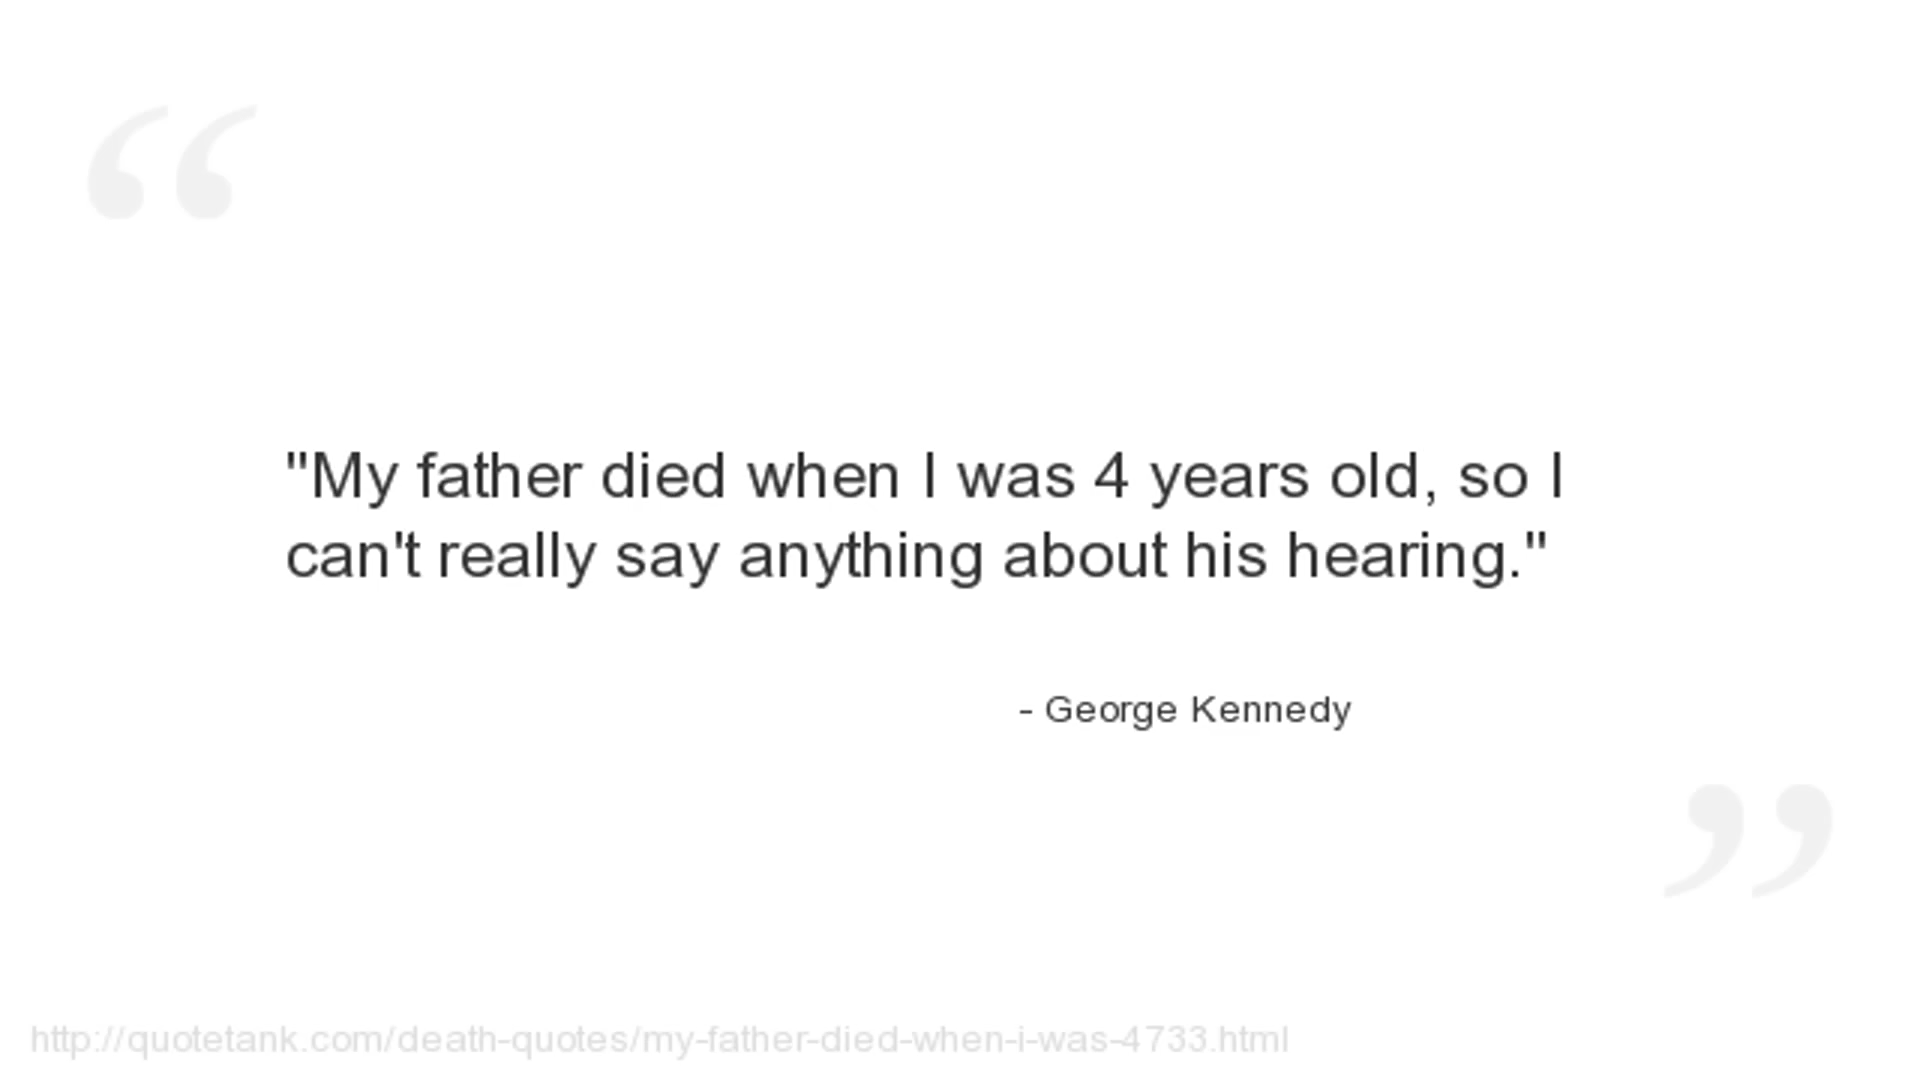 "My father died when I was 4 years old, so I
can't really say anything about his hearing."
- George Kennedy
http://quotetank.com/death-quotes/my-father-died-when-i-was-4733.html